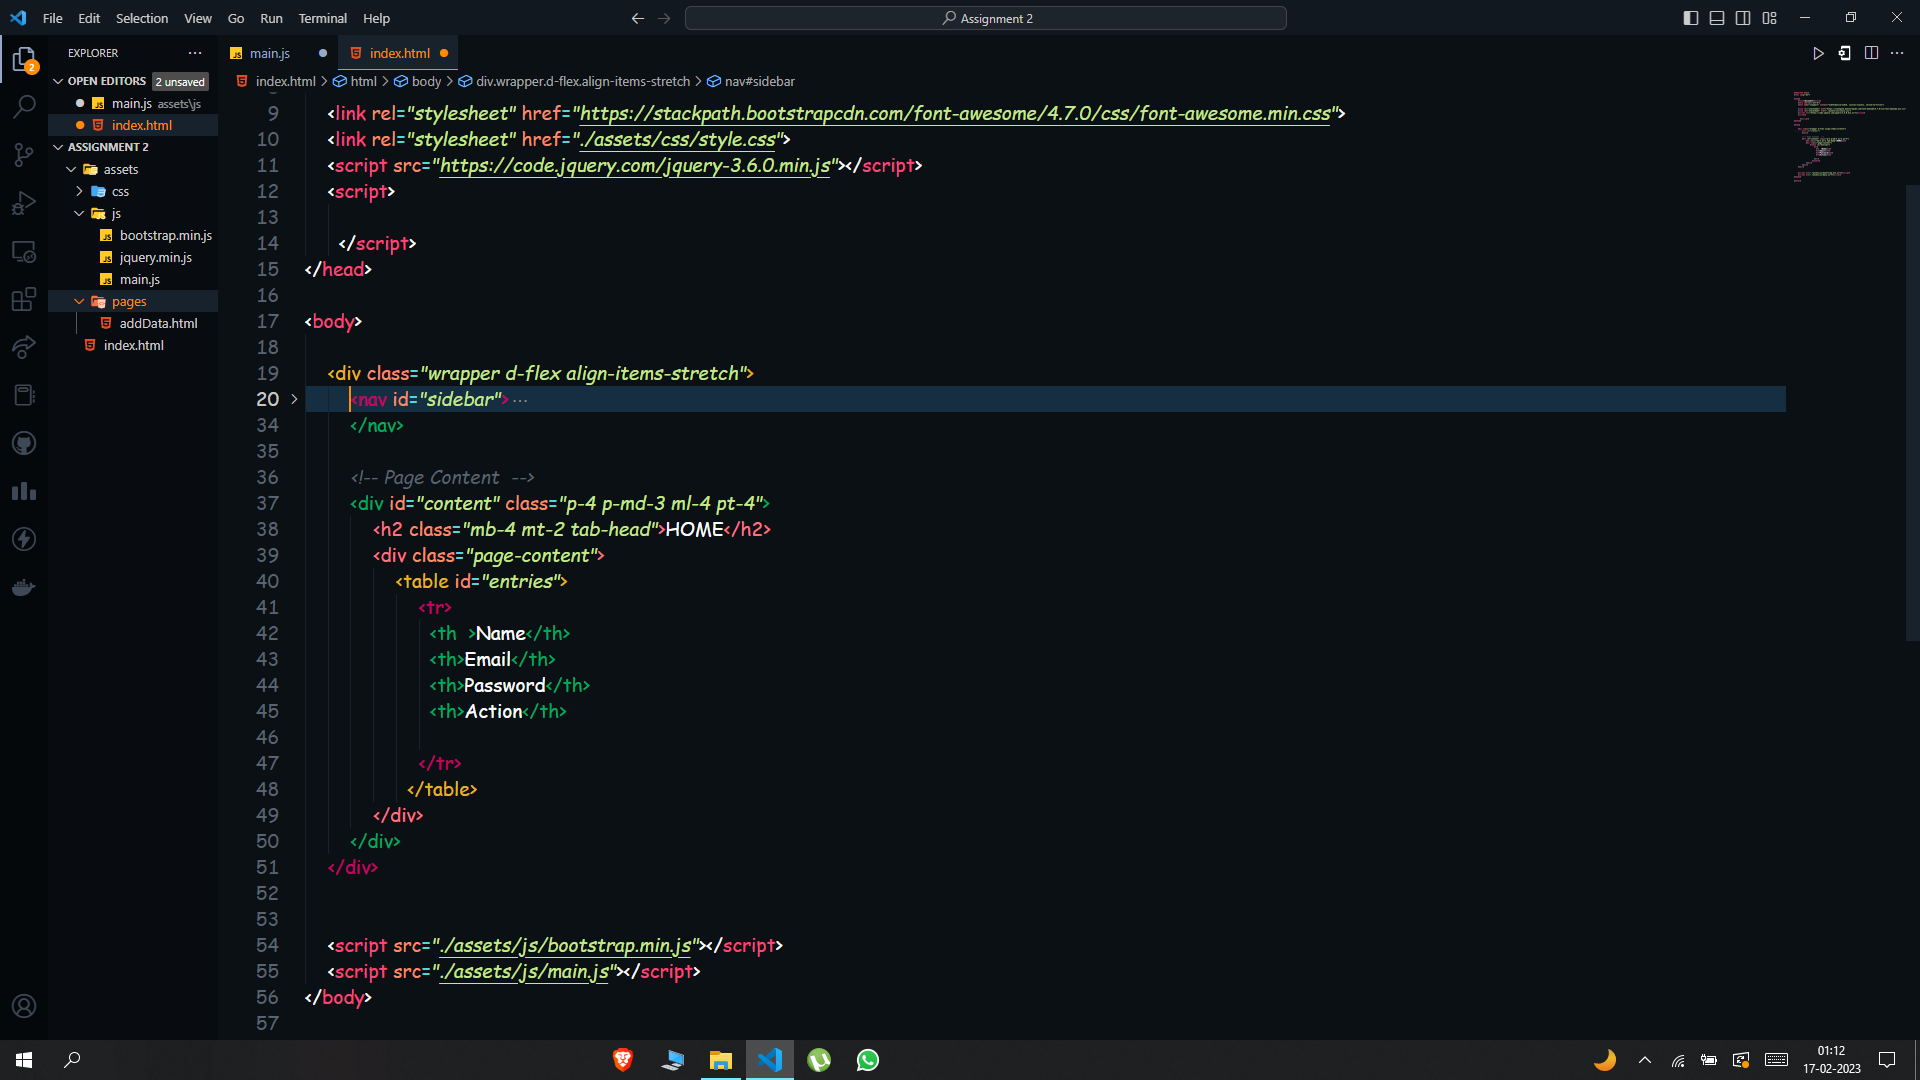 File Edit Selection View Go Run Terminal Help
Assignment 2
EXPLORER
OPEN EDITORS 2 unsaved
main.js assets\js
index.html
ASSIGNMENT 2
assets
css
js
bootstrap.min.js
jquery.min.js
main.js
pages
addData.html
index.html
2
main.js index.html
index.html > html > body > div.wrapper.d-flex.align-items-stretch > nav#sidebar
9 <link rel="stylesheet" href="https://stackpath.bootstrapcdn.com/font-awesome/4.7.0/css/font-awesome.min.css">
10 <link rel="stylesheet" href="./assets/css/style.css">
11 <script src="https://code.jquery.com/jquery-3.6.0.min.js"></script>
12 <script>
13
14 </script>
15 </head>
16
17 <body>
18
19 <div class="wrapper d-flex align-items-stretch">
20 <nav id="sidebar">···
34 </nav>
35
36 <!-- Page Content  -->
37 <div id="content" class="p-4 p-md-3 ml-4 pt-4">
38 <h2 class="mb-4 mt-2 tab-head">HOME</h2>
39 <div class="page-content">
40 <table id="entries">
41 <tr>
42 <th  >Name</th>
43 <th>Email</th>
44 <th>Password</th>
45 <th>Action</th>
46
47 </tr>
48 </table>
49 </div>
50 </div>
51 </div>
52
53
54 <script src="./assets/js/bootstrap.min.js"></script>
55 <script src="./assets/js/main.js"></script>
56 </body>
57
01:12
17-02-2023